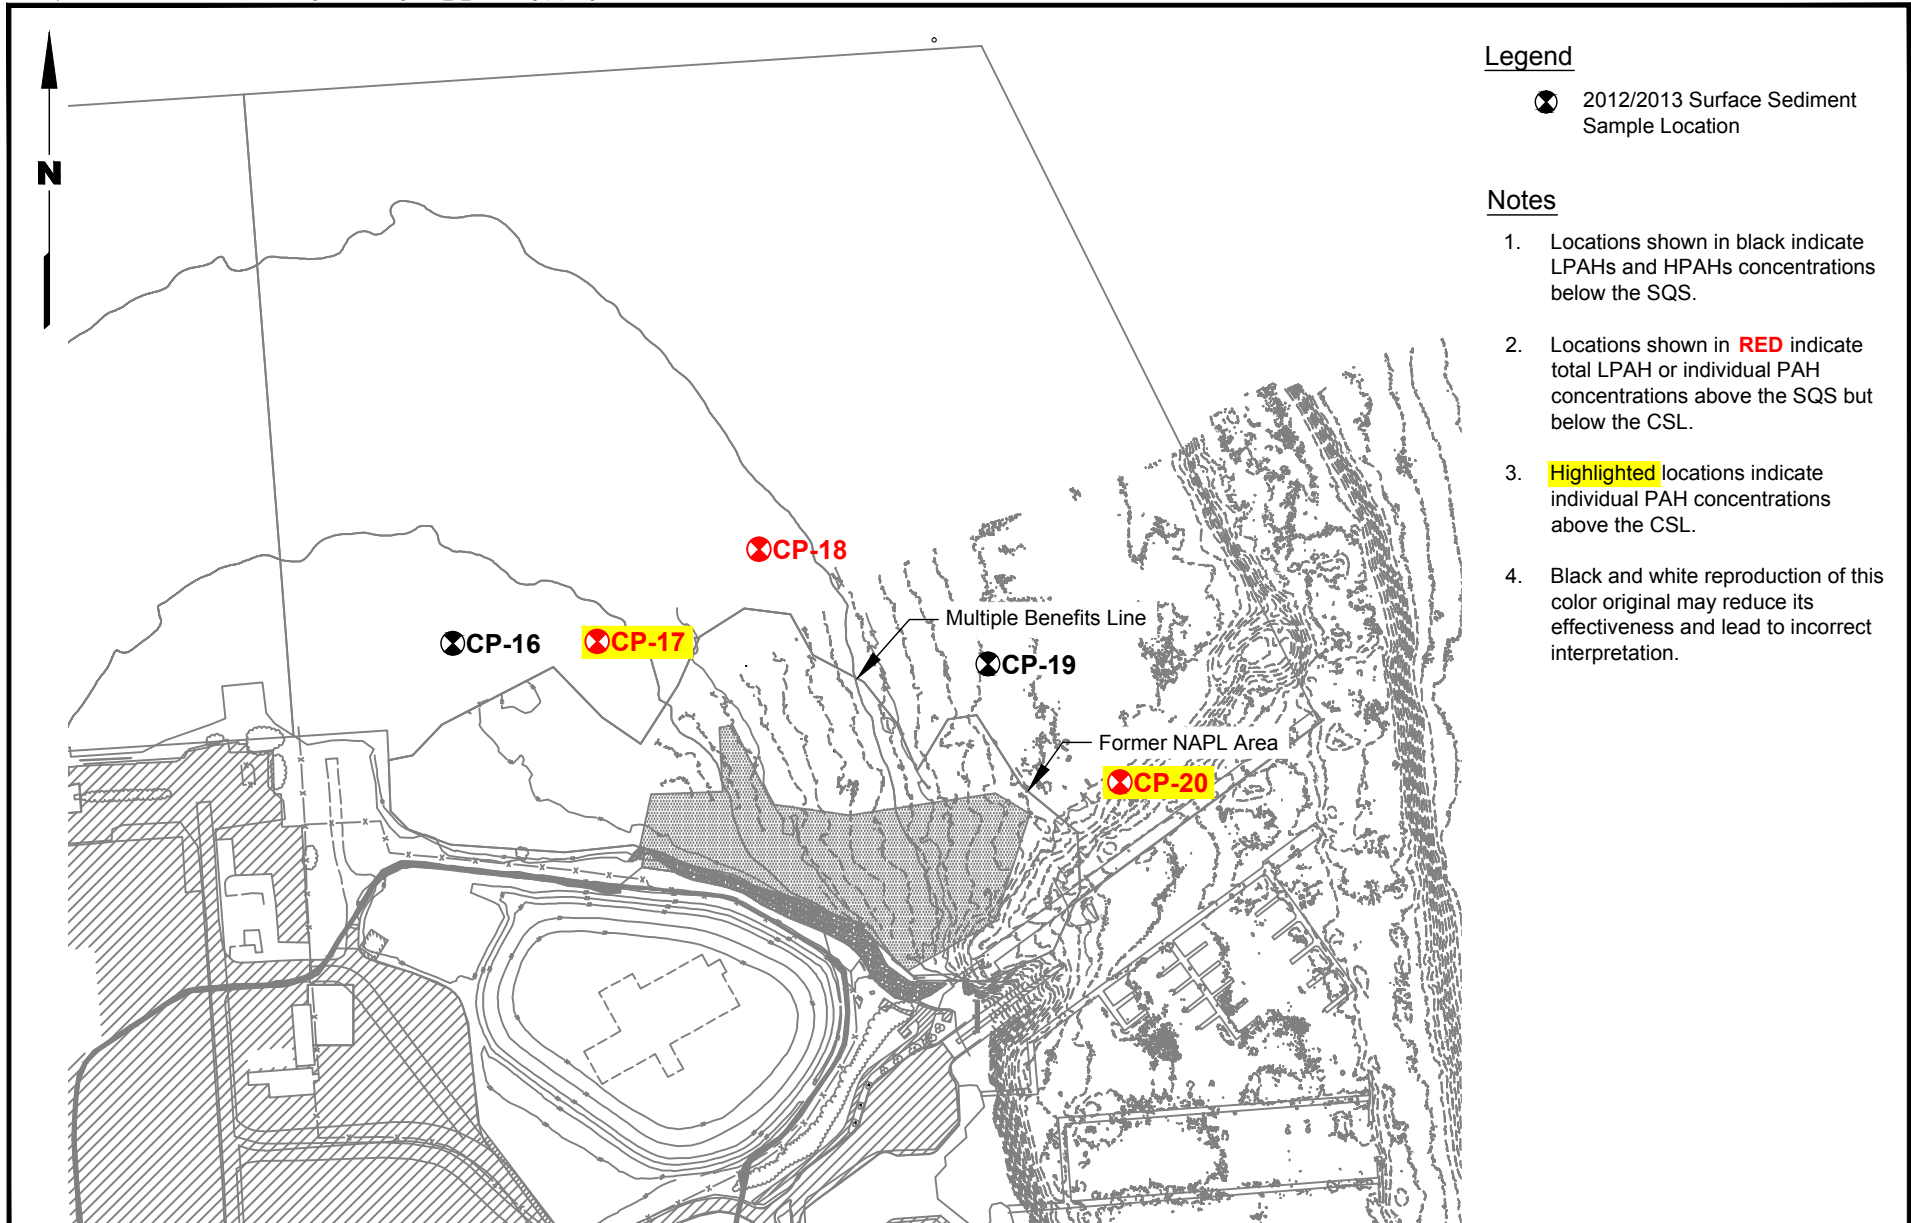 N
CP-18
CP-16
CP-17
Multiple Benefits Line
CP-19
Former NAPL Area
CP-20
Legend
2012/2013 Surface Sediment
Sample Location
Notes
1. Locations shown in black indicate
LPAHs and HPAHs concentrations
below the SQS.
2. Locations shown in RED indicate
total LPAH or individual PAH
concentrations above the SQS but
below the CSL.
3. Highlighted locations indicate
individual PAH concentrations
above the CSL.
4. Black and white reproduction of this
color original may reduce its
effectiveness and lead to incorrect
interpretation.